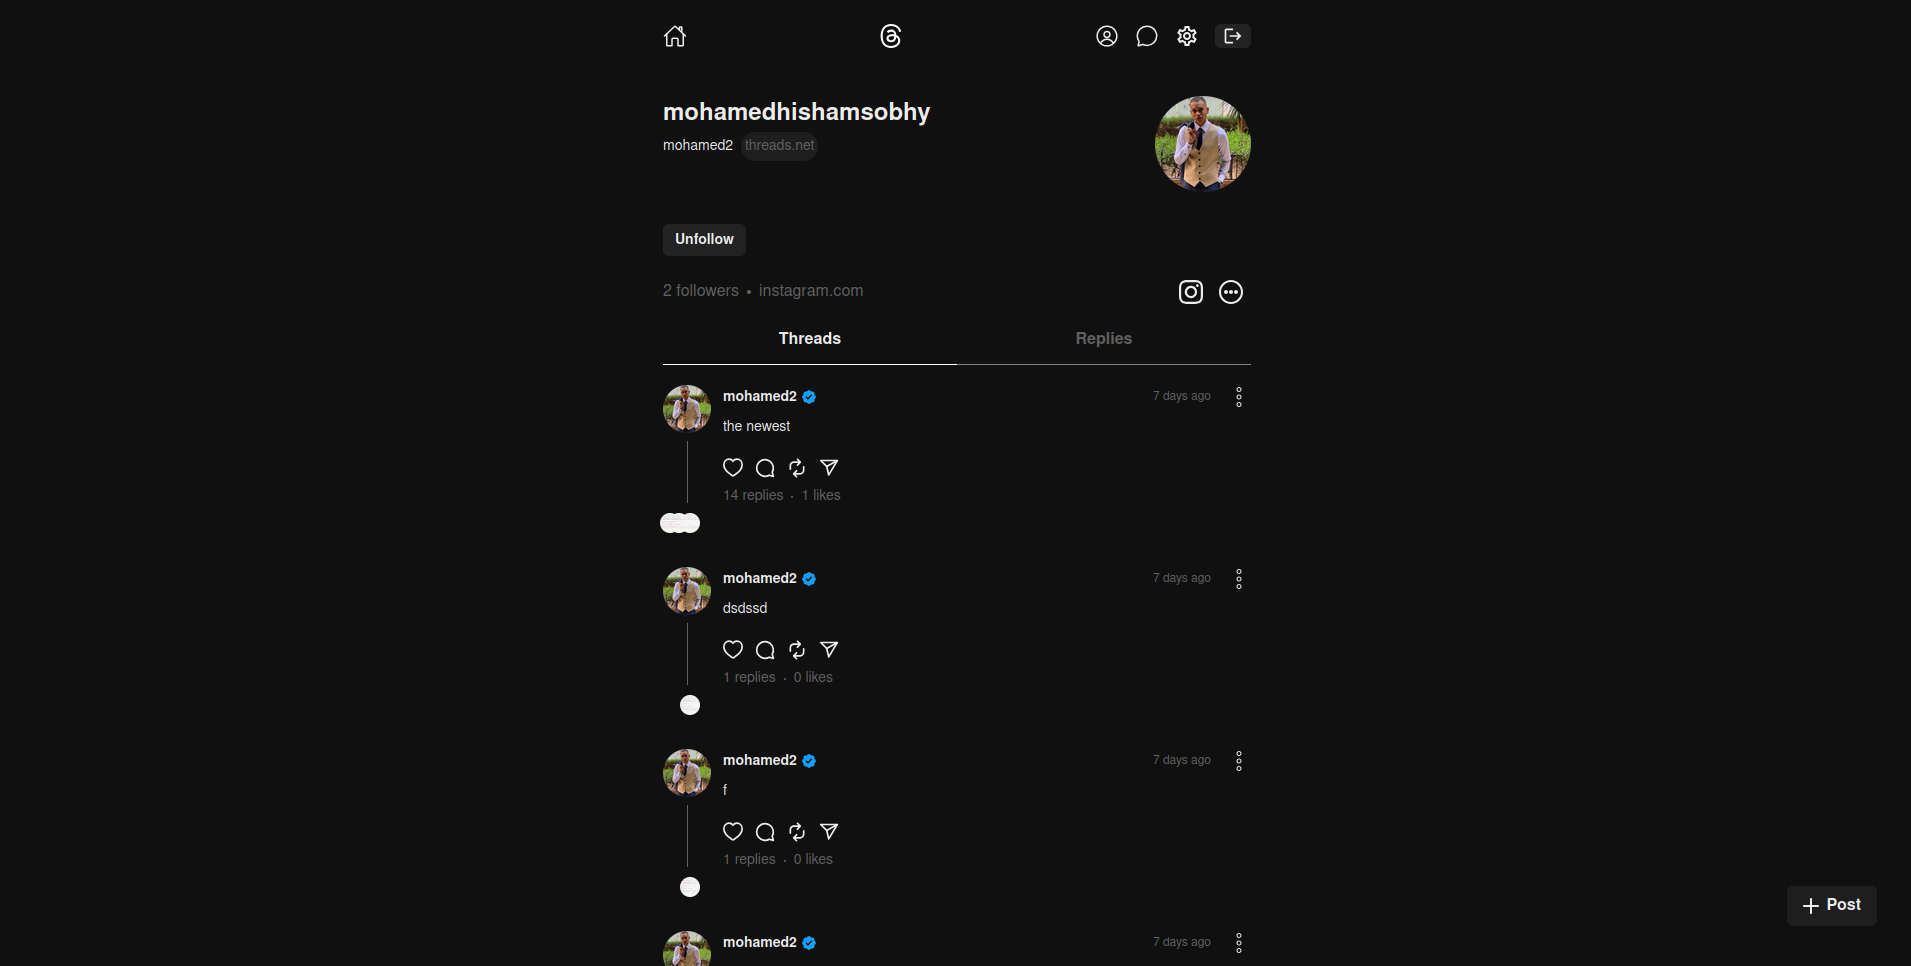 mohamedhishamsobhy
mohamed2 threads.net
Unfollow
2 followers • instagram.com
Threads Replies
mohamed2 7 days ago
the newest
14 replies · 1 likes
mohamed2 7 days ago
dsdssd
1 replies · 0 likes
mohamed2 7 days ago
f
1 replies · 0 likes
+ Post
mohamed2 7 days ago